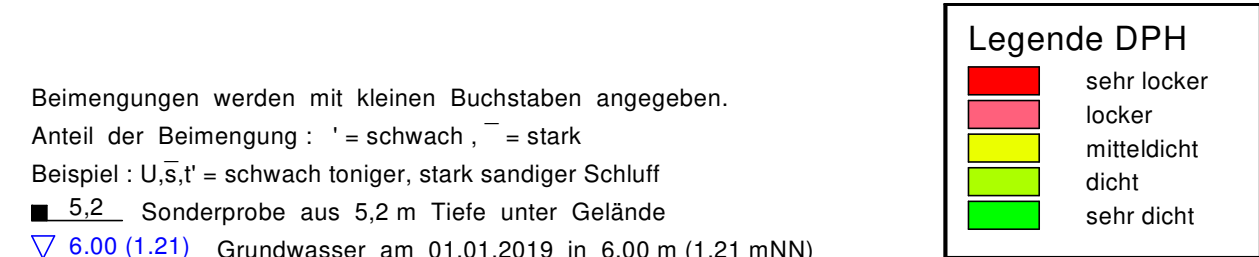 Beimengungen werden mit kleinen Buchstaben angegeben.
Anteil der Beimengung : ' = schwach , ¯ = stark
Beispiel : U,s̅,t' = schwach toniger, stark sandiger Schluff
5,2 Sonderprobe aus 5,2 m Tiefe unter Gelände
6.00 (1.21) Grundwasser am 01.01.2019 in 6.00 m (1.21 mNN)
Legende DPH
sehr locker
locker
mitteldicht
dicht
sehr dicht